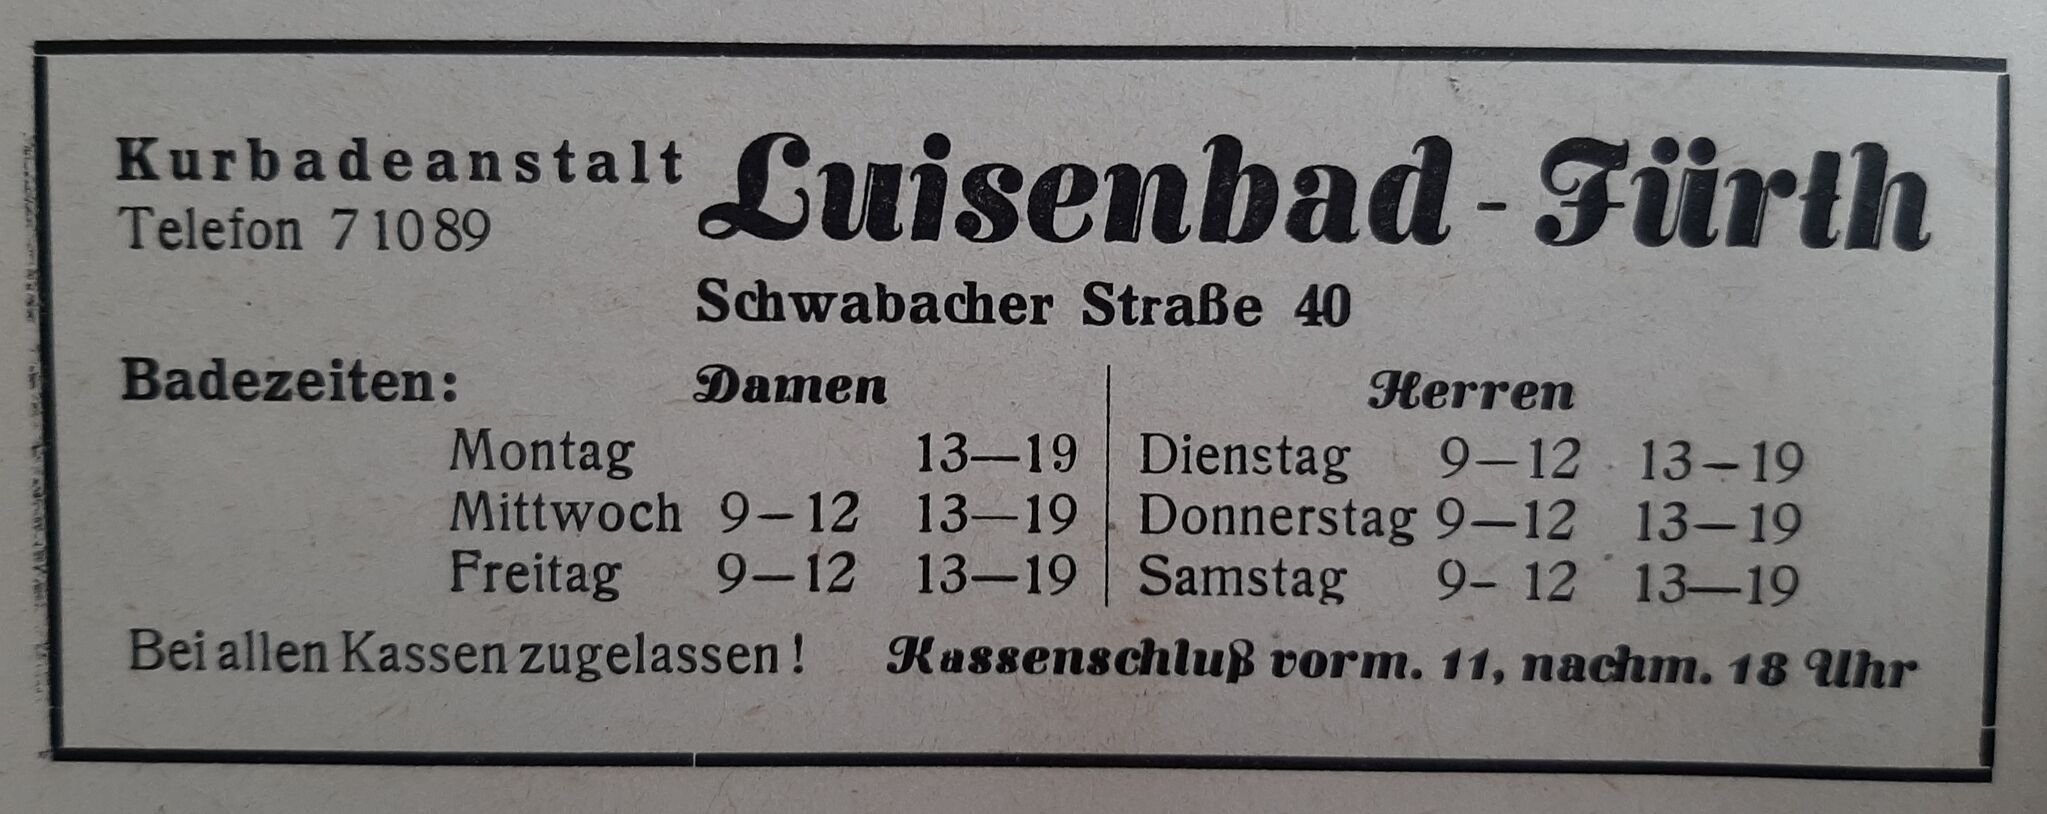 Kurbadeanstalt Luisenbad - Fürth
Telefon 71089
Schwabacher Straße 40
Badezeiten: Damen Herren
Montag 13—19 Dienstag 9—12 13—19
Mittwoch 9—12 13—19 Donnerstag 9—12 13—19
Freitag 9—12 13—19 Samstag 9– 12 13—19
Bei allen Kassen zugelassen! Kassenschluß vorm. 11, nachm. 18 Uhr